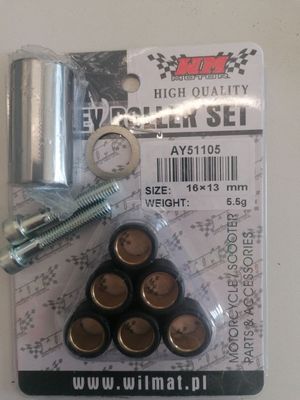 WM
MOTOR
HIGH QUALITY
EY ROLLER SET
AY51105
SIZE: 16×13 mm
WEIGHT: 5.5g
MOTORCYCLE/SCOOTER
PARTS & ACCESSORIES
www.wilmat.pl